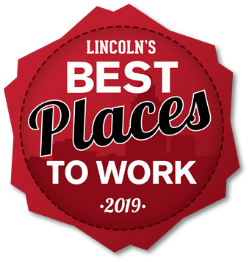 LINCOLN'S
BEST
Places
TO WORK
·2019·